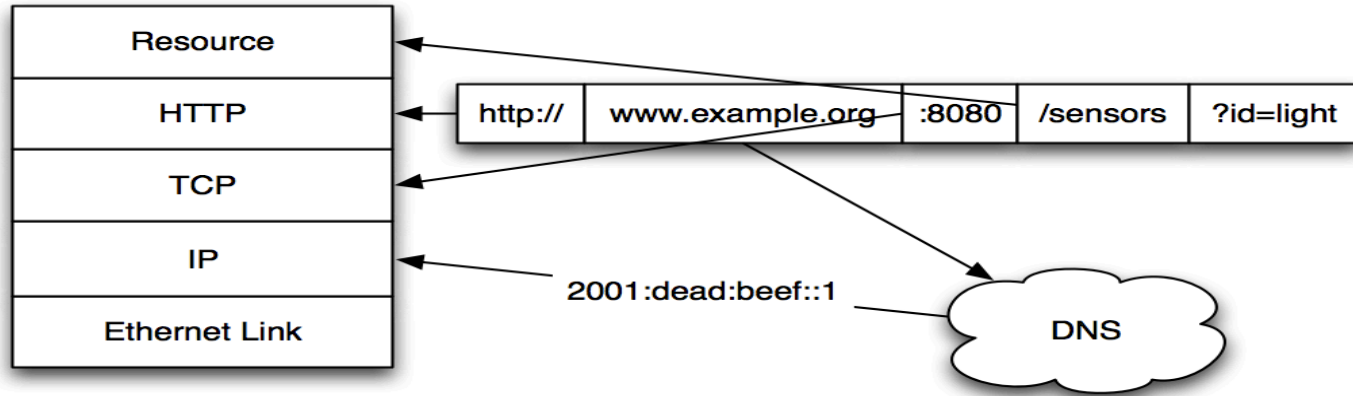 Resource
HTTP
TCP
IP
Ethernet Link
http:// www.example.org :8080 /sensors ?id=light
2001:dead:beef::1
DNS